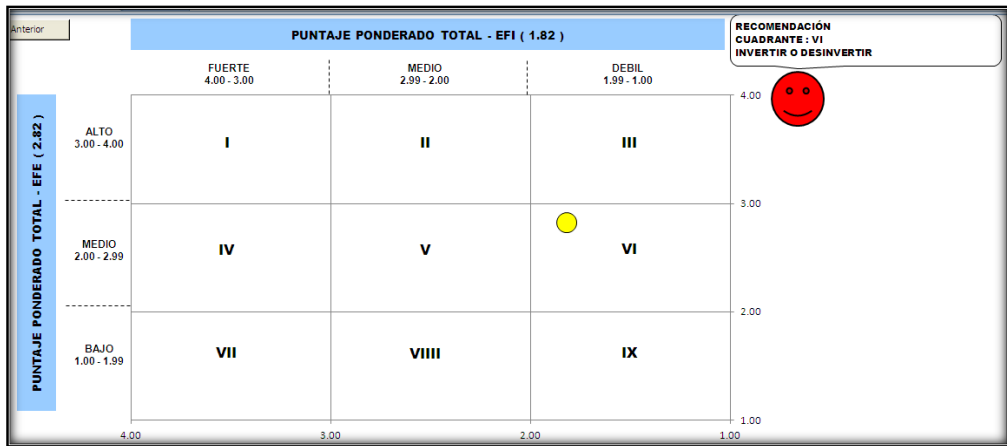 Anterior
PUNTAJE PONDERADO TOTAL - EFI ( 1.82 )
RECOMENDACIÓN
CUADRANTE : VI
INVERTIR O DESINVERTIR
FUERTE
4.00 - 3.00
MEDIO
2.99 - 2.00
DEBIL
1.99 - 1.00
PUNTAJE PONDERADO TOTAL - EFE ( 2.82 )
ALTO
3.00 - 4.00
MEDIO
2.00 - 2.99
BAJO
1.00 - 1.99
I
II
III
IV
V
VI
VII
VIIII
IX
4.00
3.00
2.00
1.00
4.00
3.00
2.00
1.00